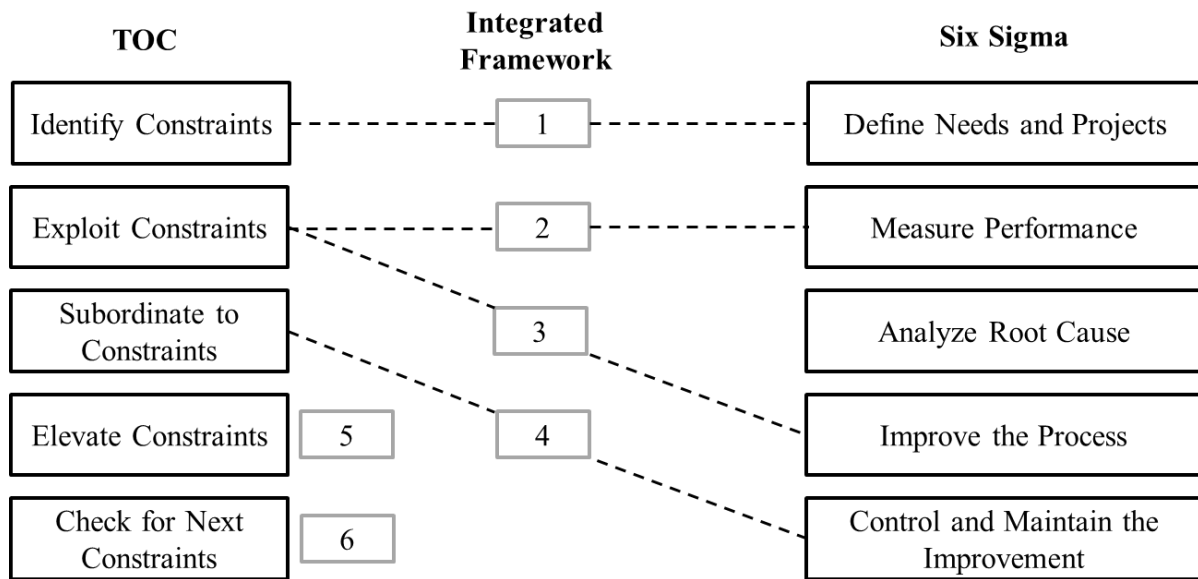 TOC
Integrated
Framework
Six Sigma
Identify Constraints
1
Define Needs and Projects
Exploit Constraints
2
Measure Performance
Subordinate to
Constraints
3
Analyze Root Cause
Elevate Constraints
5
4
Improve the Process
Check for Next
Constraints
6
Control and Maintain the
Improvement